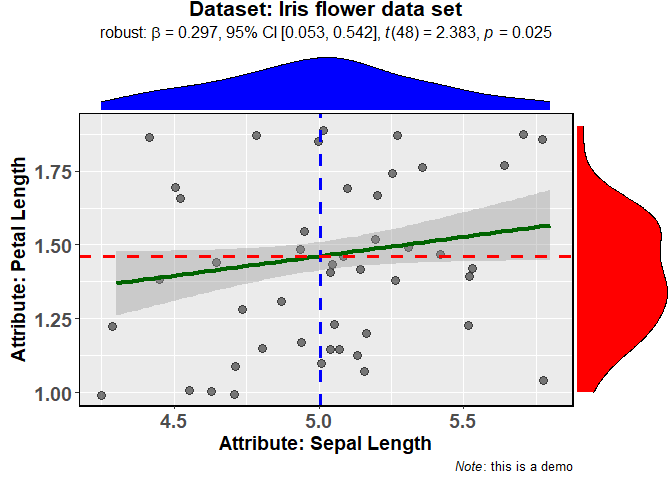 Dataset: Iris flower data set
robust: β = 0.297, 95% CI [0.053, 0.542], t(48) = 2.383, p = 0.025
Attribute: Petal Length
1.75
1.50
1.25
1.00
4.5 5.0 5.5
Attribute: Sepal Length
Note: this is a demo